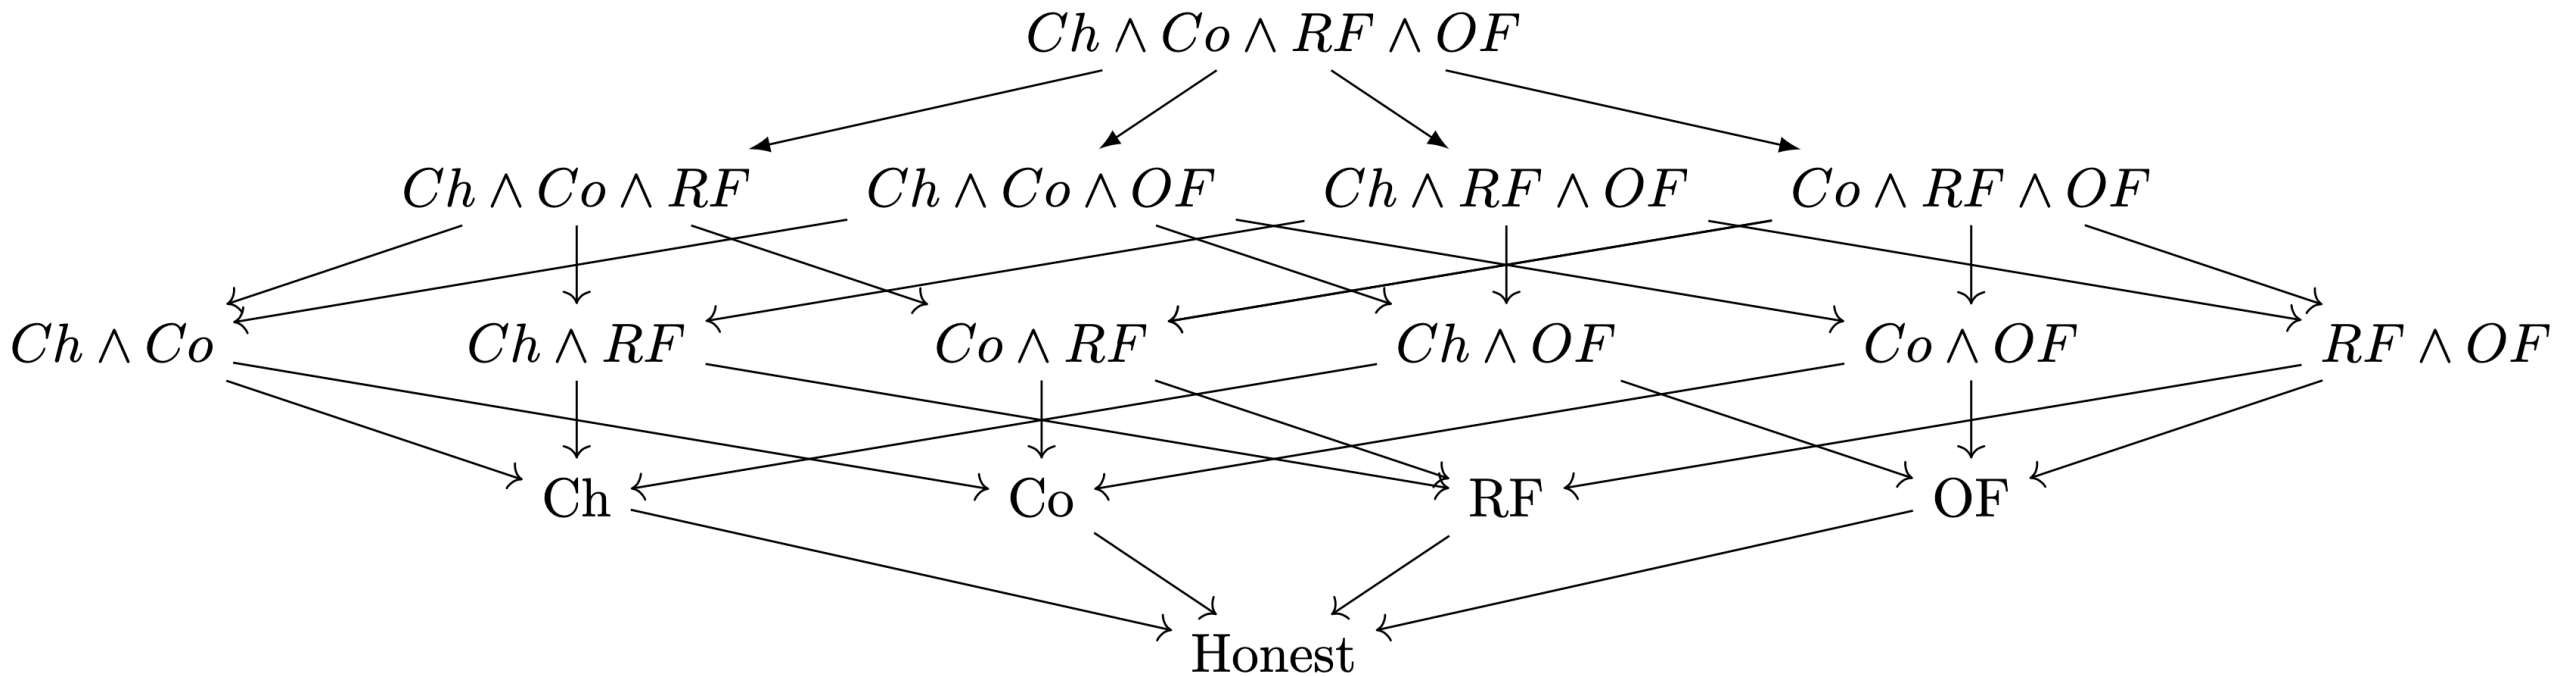 Ch ∧ Co ∧ RF ∧ OF
Ch ∧ Co ∧ RF Ch ∧ Co ∧ OF Ch ∧ RF ∧ OF Co ∧ RF ∧ OF
Ch ∧ Co Ch ∧ RF Co ∧ RF Ch ∧ OF Co ∧ OF RF ∧ OF
Ch Co RF OF
Honest